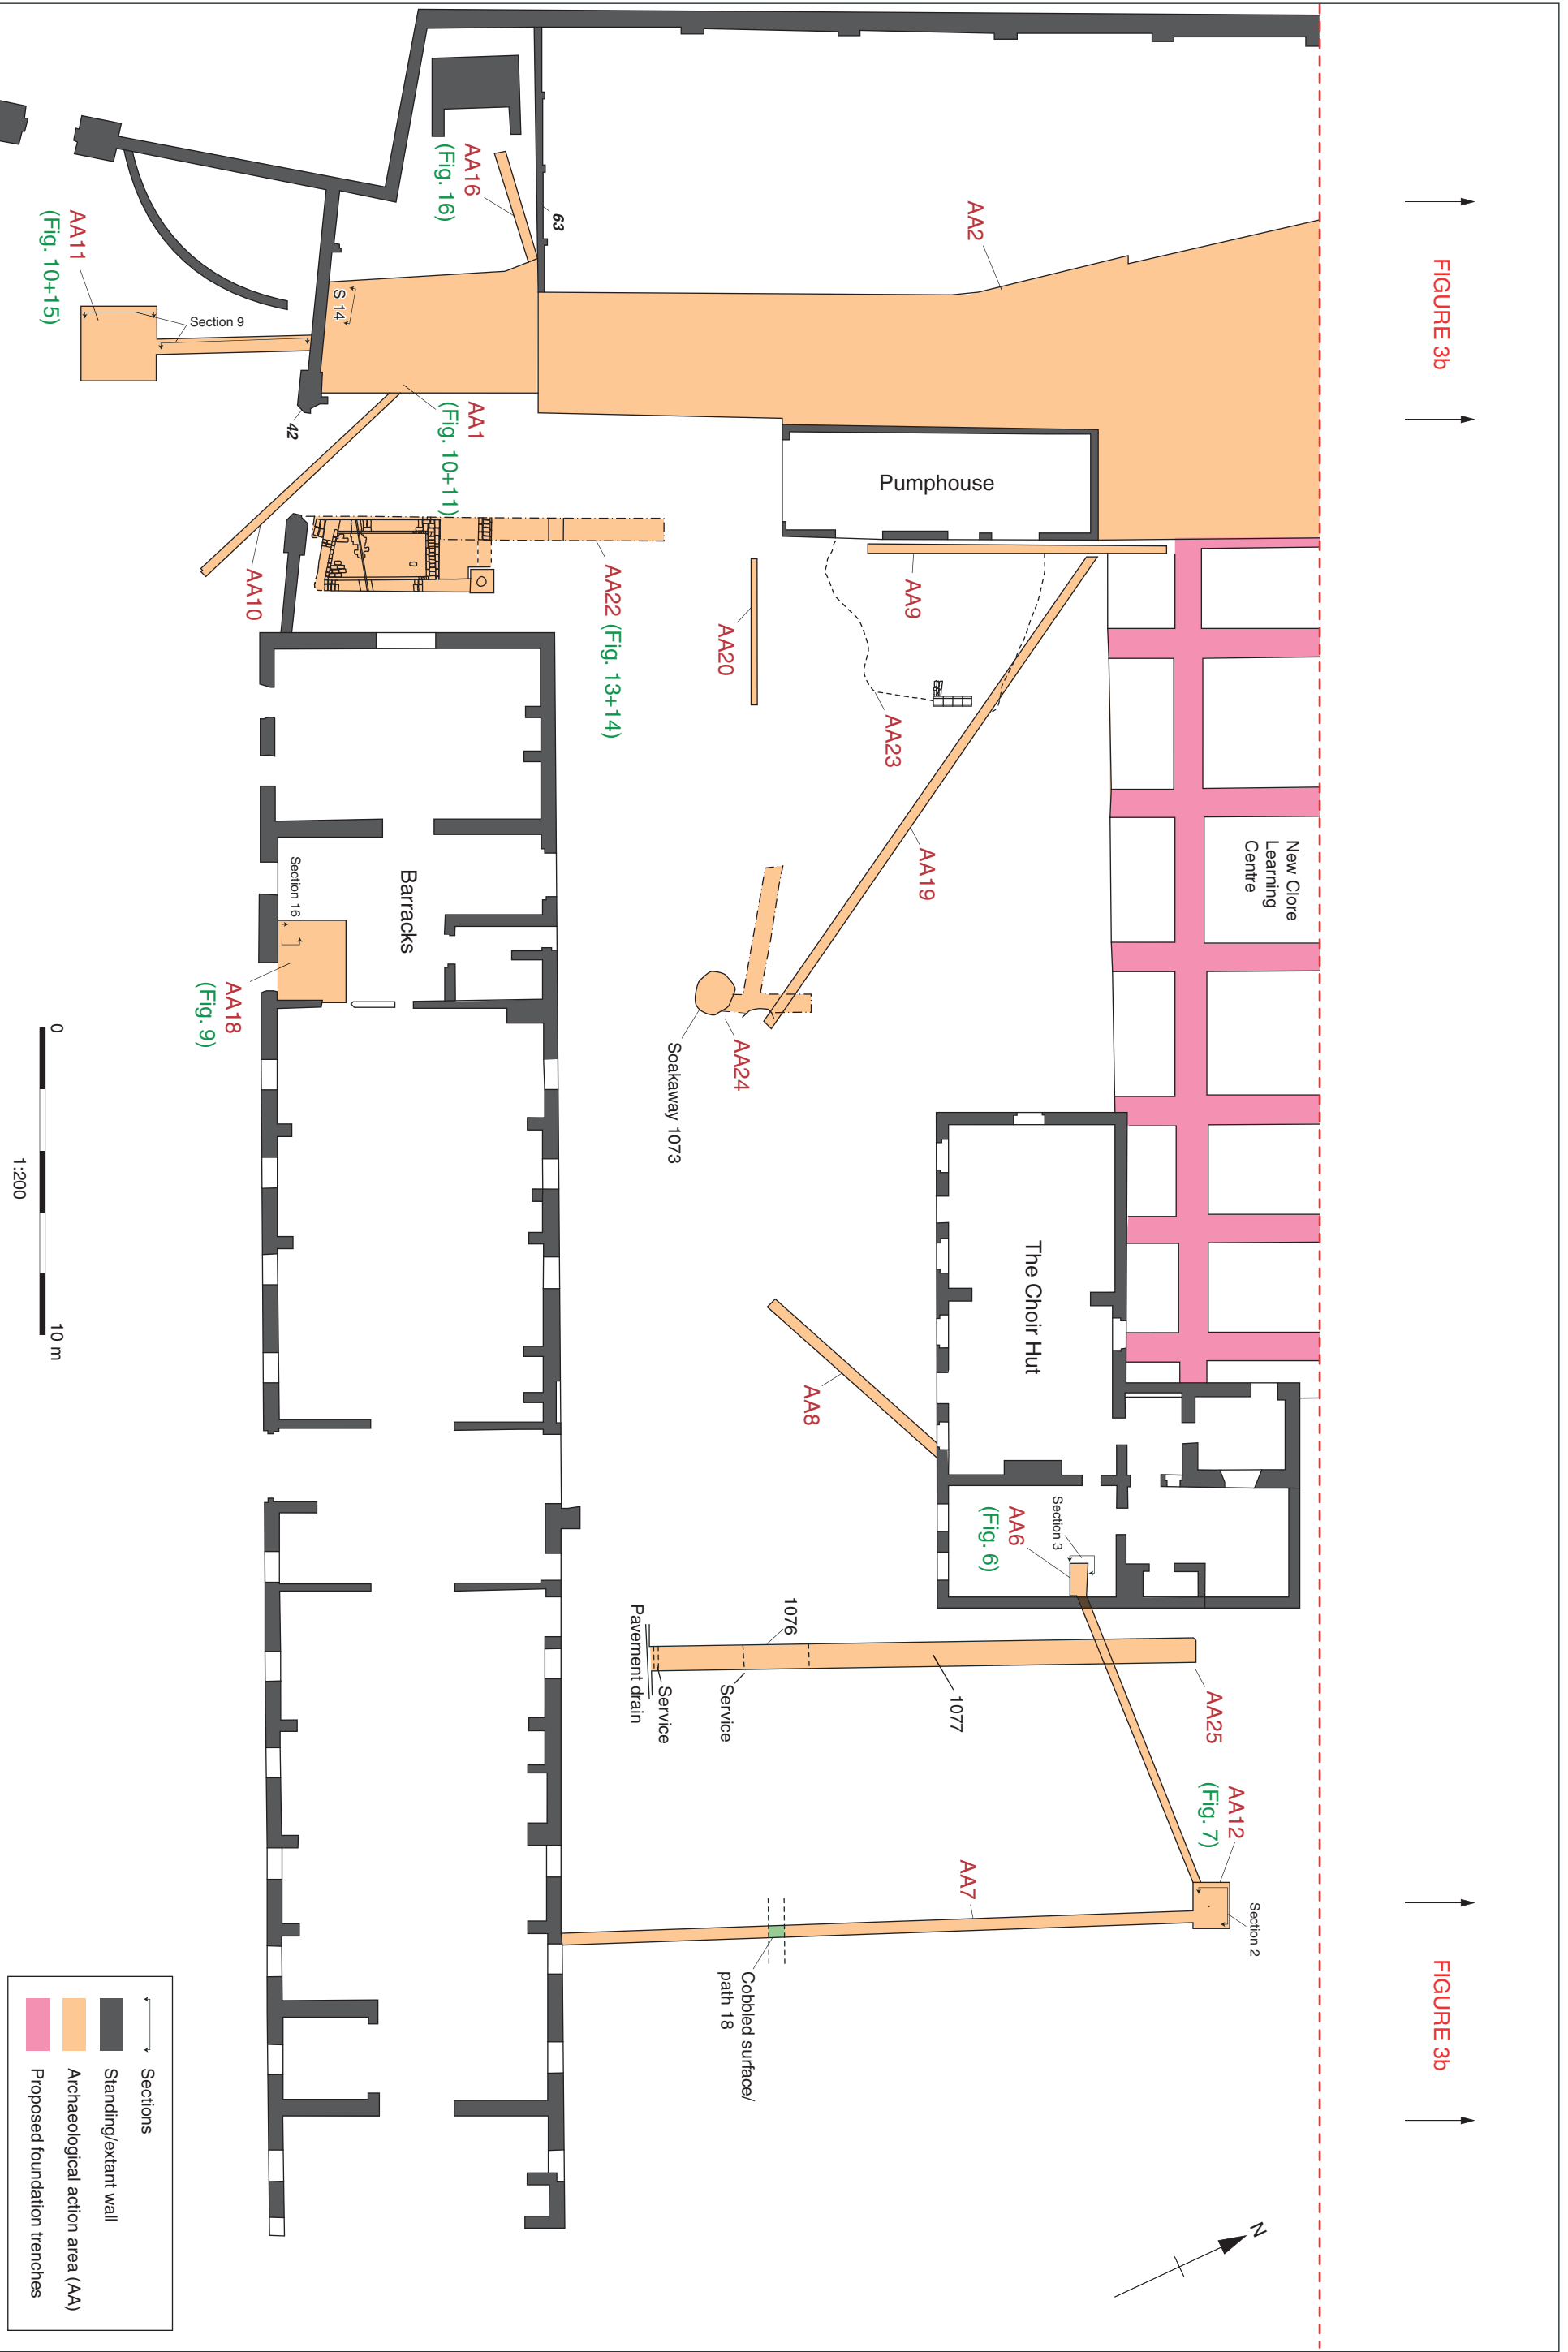 FIGURE 3b
FIGURE 3b
AA2
63
AA16
(Fig. 16)
AA11
(Fig. 10+15)
Section 9
S 14
42
AA1
(Fig. 10+11)
AA10
AA22 (Fig. 13+14)
Pumphouse
AA9
AA20
AA23
AA19
New Clore
Learning
Centre
Barracks
Section 16
AA18
(Fig. 9)
AA24
Soakaway 1073
The Choir Hut
AA8
Section 3
AA6
(Fig. 6)
1076
1077
Service
Service
Pavement drain
AA25
AA12
(Fig. 7)
Section 2
AA7
Cobbled surface/
path 18
N
0
10 m
1:200
Sections
Standing/extant wall
Archaeological action area (AA)
Proposed foundation trenches